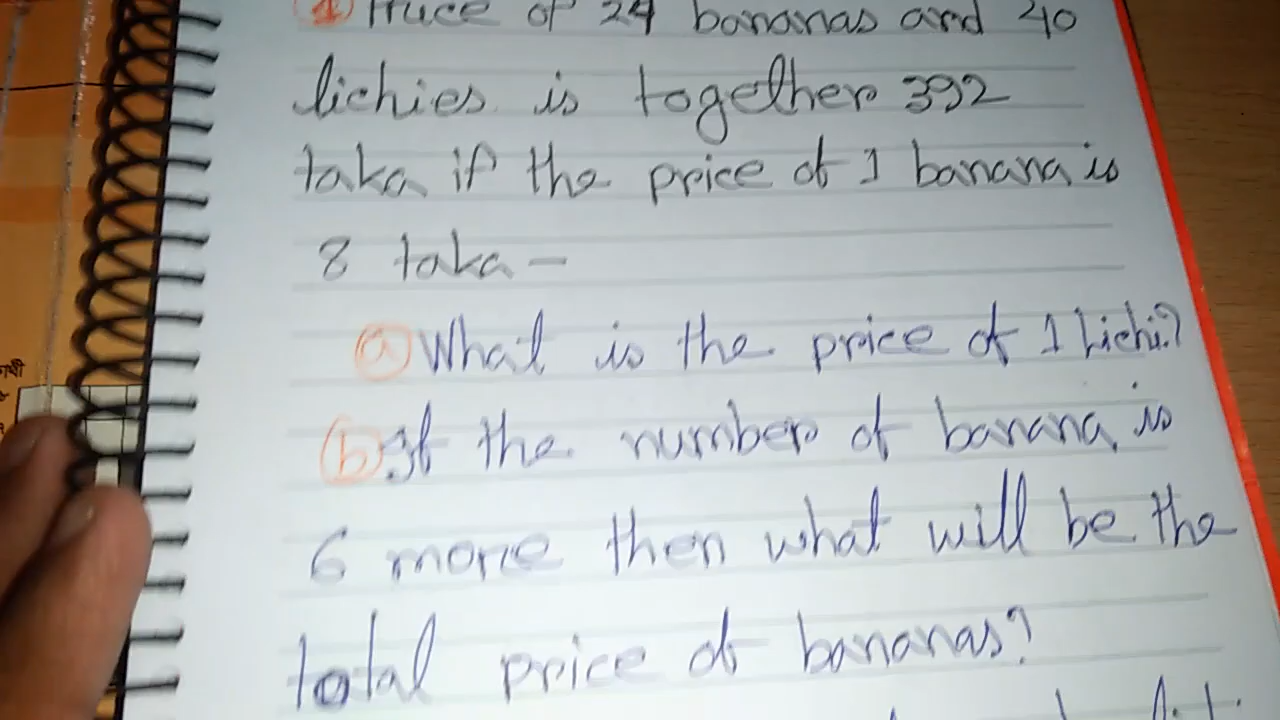 ④ Price of 24 bananas and 40
lichies is together 392
taka if the price of 1 banana is
8 taka –
ⓐ What is the price of 1 lichi?
ⓑ If the number of banana is
6 more then what will be the
total price of bananas?